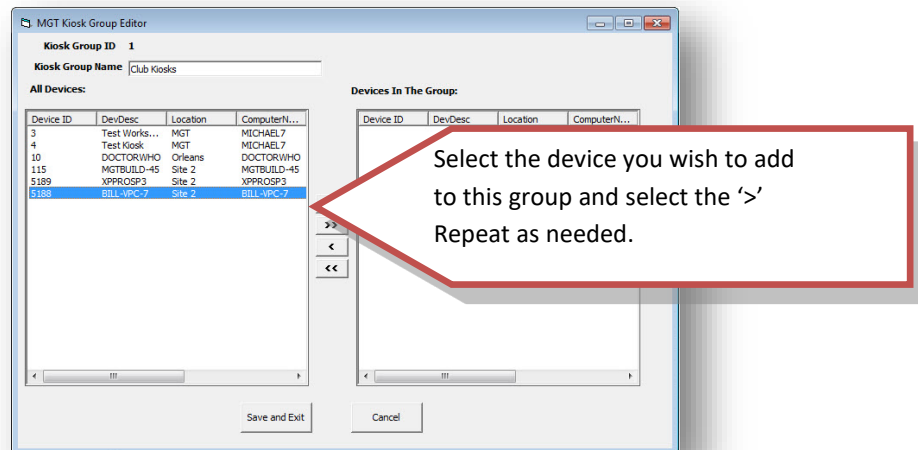 MGT Kiosk Group Editor
Kiosk Group ID 1
Kiosk Group Name Club Kiosks
All Devices:
Devices In The Group:
Device ID DevDesc Location ComputerN...
3 Test Works... MGT MICHAEL7
4 Test Kiosk MGT MICHAEL7
10 DOCTORWHO Orleans DOCTORWHO
115 MGTBUILD-45 Site 2 MGTBUILD-45
5189 XPPROSP3 Site 2 XPPROSP3
5188 BILL-VPC-7 Site 2 BILL-VPC-7
>>
<
<<
Device ID DevDesc Location ComputerN...
Select the device you wish to add
to this group and select the ‘>’
Repeat as needed.
Save and Exit
Cancel